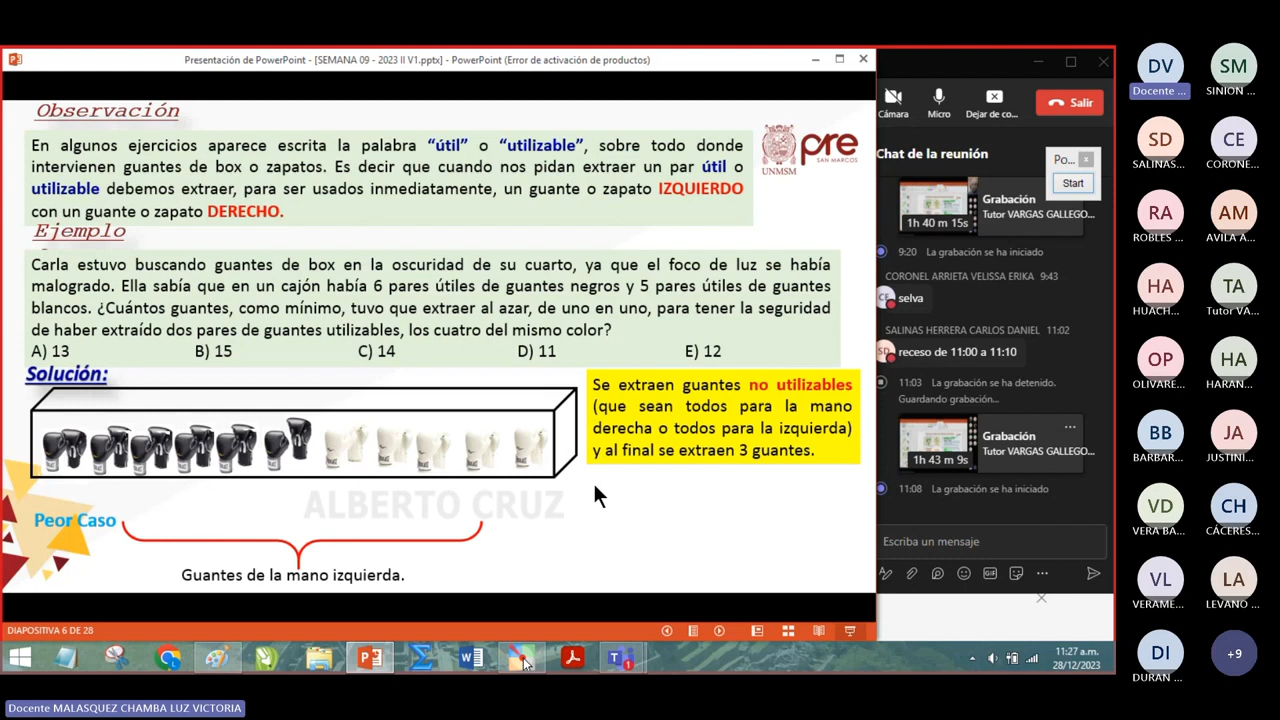 Presentación de PowerPoint - [SEMANA 09 - 2023 II V1.pptx] - PowerPoint (Error de activación de productos)
Observación
En algunos ejercicios aparece escrita la palabra “útil” o “utilizable”, sobre todo donde
intervienen guantes de box o zapatos. Es decir que cuando nos pidan extraer un par útil o
utilizable debemos extraer, para ser usados inmediatamente, un guante o zapato IZQUIERDO
con un guante o zapato DERECHO.
UNMSM
pre
SAN MARCOS
Ejemplo
Carla estuvo buscando guantes de box en la oscuridad de su cuarto, ya que el foco de luz se había
malogrado. Ella sabía que en un cajón había 6 pares útiles de guantes negros y 5 pares útiles de guantes
blancos. ¿Cuántos guantes, como mínimo, tuvo que extraer al azar, de uno en uno, para tener la seguridad
de haber extraído dos pares de guantes utilizables, los cuatro del mismo color?
A) 13 B) 15 C) 14 D) 11 E) 12
Solución:
Se extraen guantes no utilizables
(que sean todos para la mano
derecha o todos para la izquierda)
y al final se extraen 3 guantes.
ALBERTO CRUZ
Peor Caso
Guantes de la mano izquierda.
DIAPOSITIVA 6 DE 28
Cámara
Micro
Dejar de co...
Salir
Chat de la reunión
Po...
Start
Grabación
Tutor VARGAS GALLEGO...
1h 40 m 15s
9:20 La grabación se ha iniciado
CORONEL ARRIETA VELISSA ERIKA 9:43
CE
selva
SALINAS HERRERA CARLOS DANIEL 11:02
SD
receso de 11:00 a 11:10
11:03 La grabación se ha detenido.
Guardando grabación...
Grabación
Tutor VARGAS GALLEGO...
1h 43 m 9s
11:08 La grabación se ha iniciado
Escriba un mensaje
GIF
11:27 a.m.
28/12/2023
DV
Docente ...
SM
SINION ...
SD
SALINAS...
CE
CORONE...
RA
ROBLES ...
AM
AVILA A...
HA
HUACH...
TA
Tutor VA...
OP
OLIVARE...
HA
HARAN...
BB
BARBAR...
JA
JUSTINI...
VD
VERA BA...
CH
CÁCERES...
VL
VERAME...
LA
LEVANO ...
DI
DURAN ...
+9
Docente MALASQUEZ CHAMBA LUZ VICTORIA